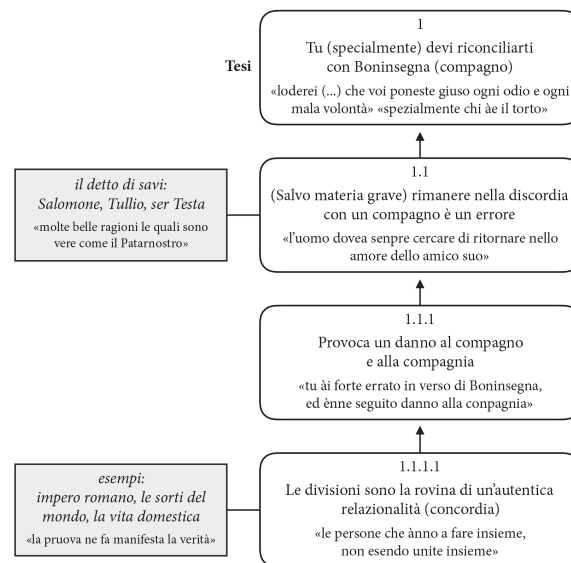 1
Tu (specialmente) devi riconciliarti
con Boninsegna (compagno)
Tesi
«loderei (...) che voi poneste giuso ogni odio e ogni
mala volontà» «spezialmente chi àe il torto»
1.1
(Salvo materia grave) rimanere nella discordia
con un compagno è un errore
«l'uomo dovea senpre cercare di ritornare nello
amore dello amico suo»
il detto di savi:
Salomone, Tullio, ser Testa
«molte belle ragioni le quali sono
vere come il Patarnostro»
1.1.1
Provoca un danno al compagno
e alla compagnia
«tu ài forte errato in verso di Boninsegna,
ed ènne seguito danno alla conpagnia»
1.1.1.1
Le divisioni sono la rovina di un'autentica
relazionalità (concordia)
«le persone che ànno a fare insieme,
non esendo unite insieme»
esempi:
impero romano, le sorti del
mondo, la vita domestica
«la pruova ne fa manifesta la verità»